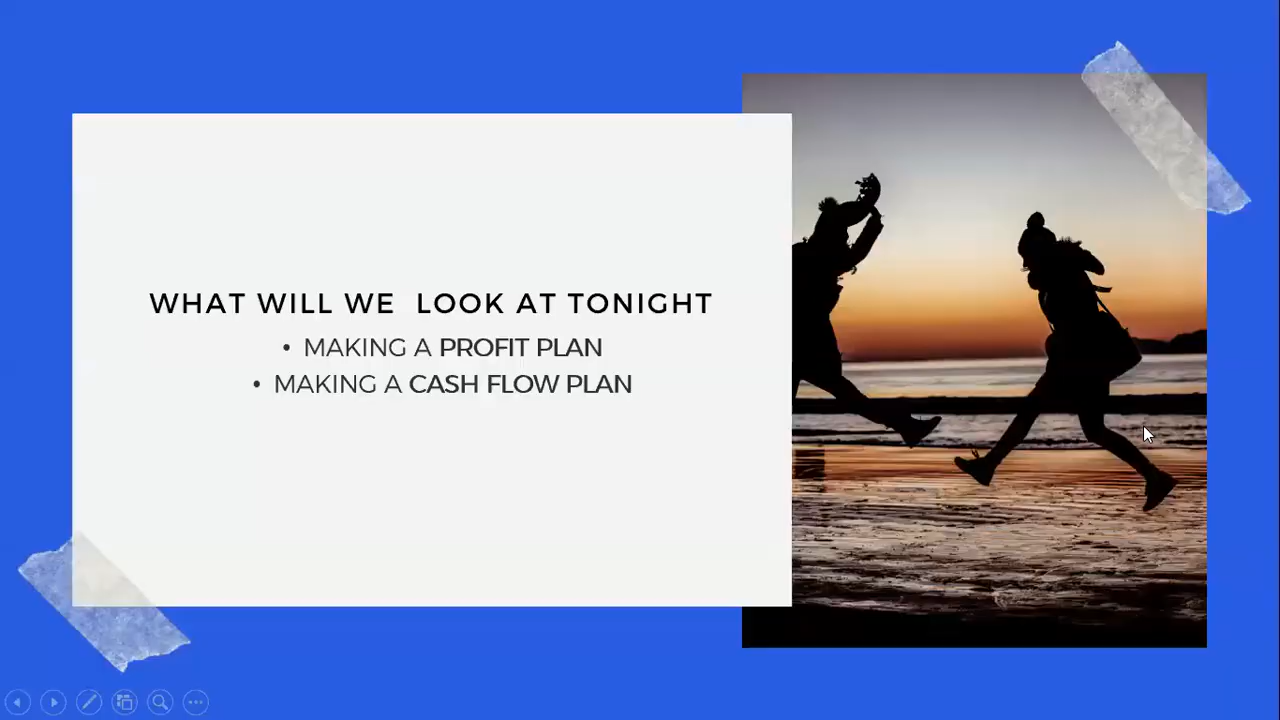 WHAT WILL WE LOOK AT TONIGHT
• MAKING A PROFIT PLAN
• MAKING A CASH FLOW PLAN